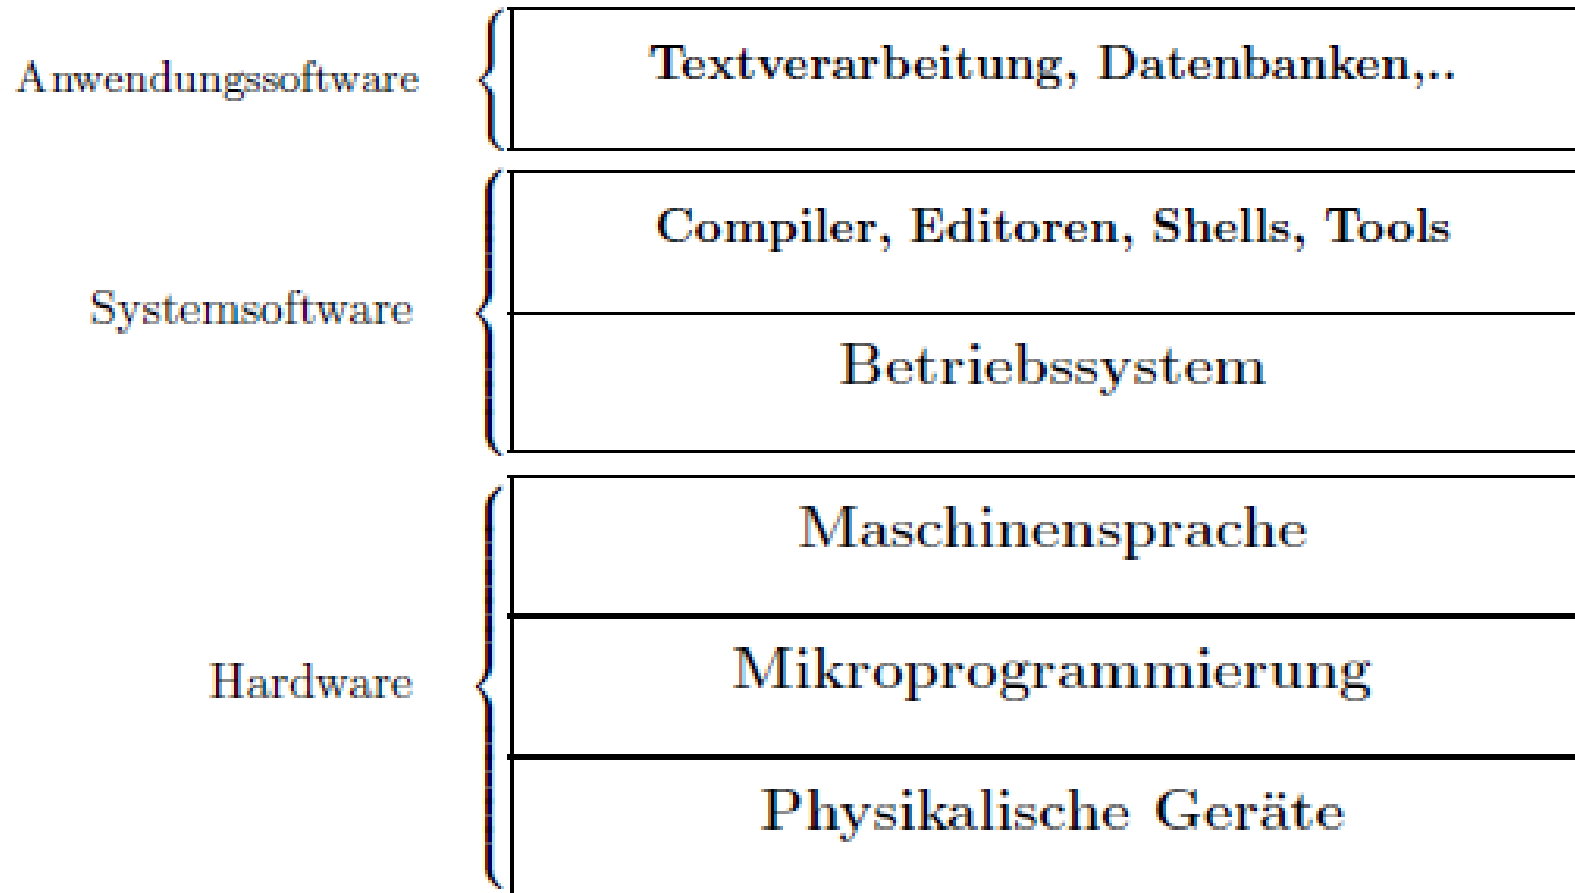 Anwendungssoftware
Textverarbeitung, Datenbanken,..
Compiler, Editoren, Shells, Tools
Systemsoftware
Betriebssystem
Maschinensprache
Hardware
Mikroprogrammierung
Physikalische Geräte